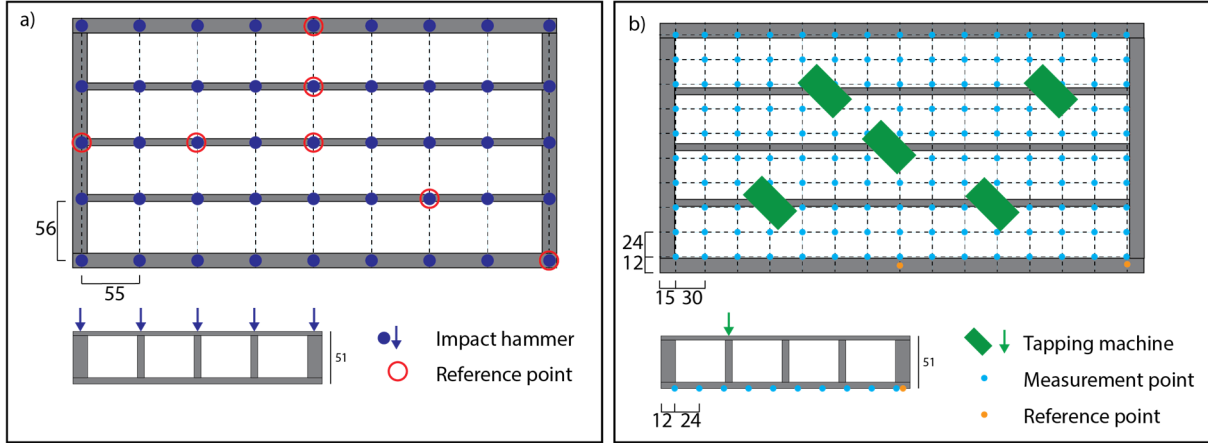 a)
56
55
51
Impact hammer
Reference point
b)
24
12
15 30
51
Tapping machine
Measurement point
12 24
Reference point